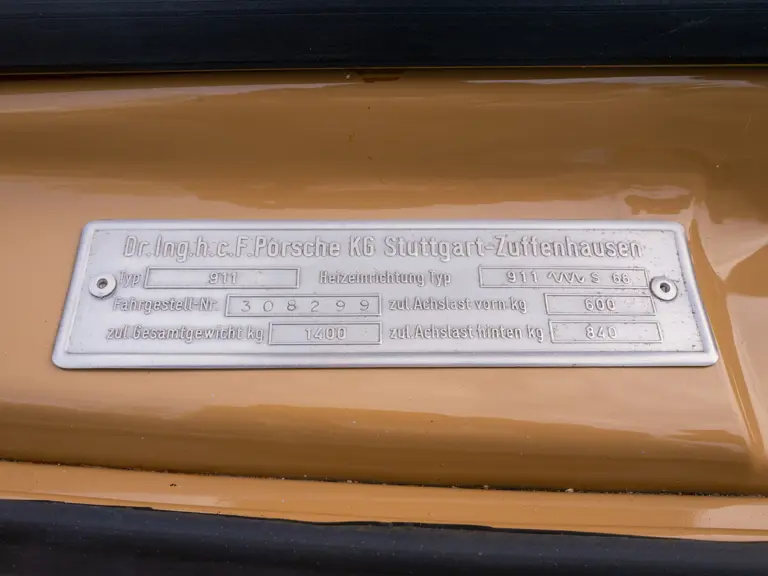 Dr.Ing.h.c.F.Porsche KG Stuttgart-Zuffenhausen
Typ 911 Heizeinrichtung Typ 911 S 66
Fahrgestell-Nr. 308299 zul.Achslast vorn kg 600
zul.Gesamtgewicht kg 1400 zul.Achslast hinten kg 840